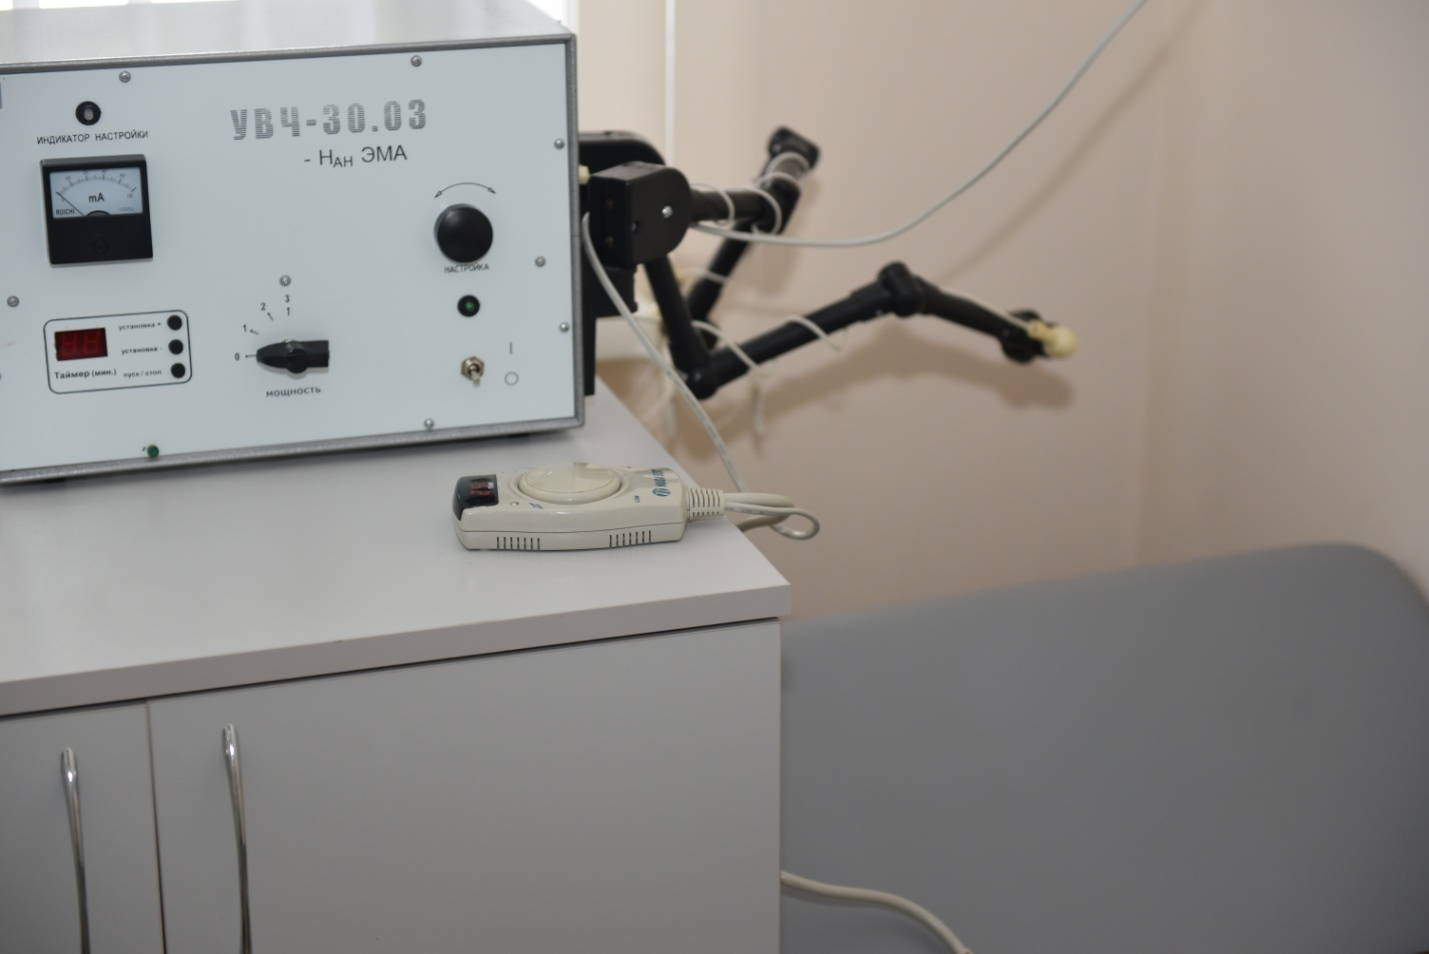 УВЧ-30.03
- НАН ЭМА
ИНДИКАТОР НАСТРОЙКИ
mA
НАСТРОЙКА
установка +
установка -
пуск / стоп
Таймер (мин.)
0
1
2
3
МОЩНОСТЬ